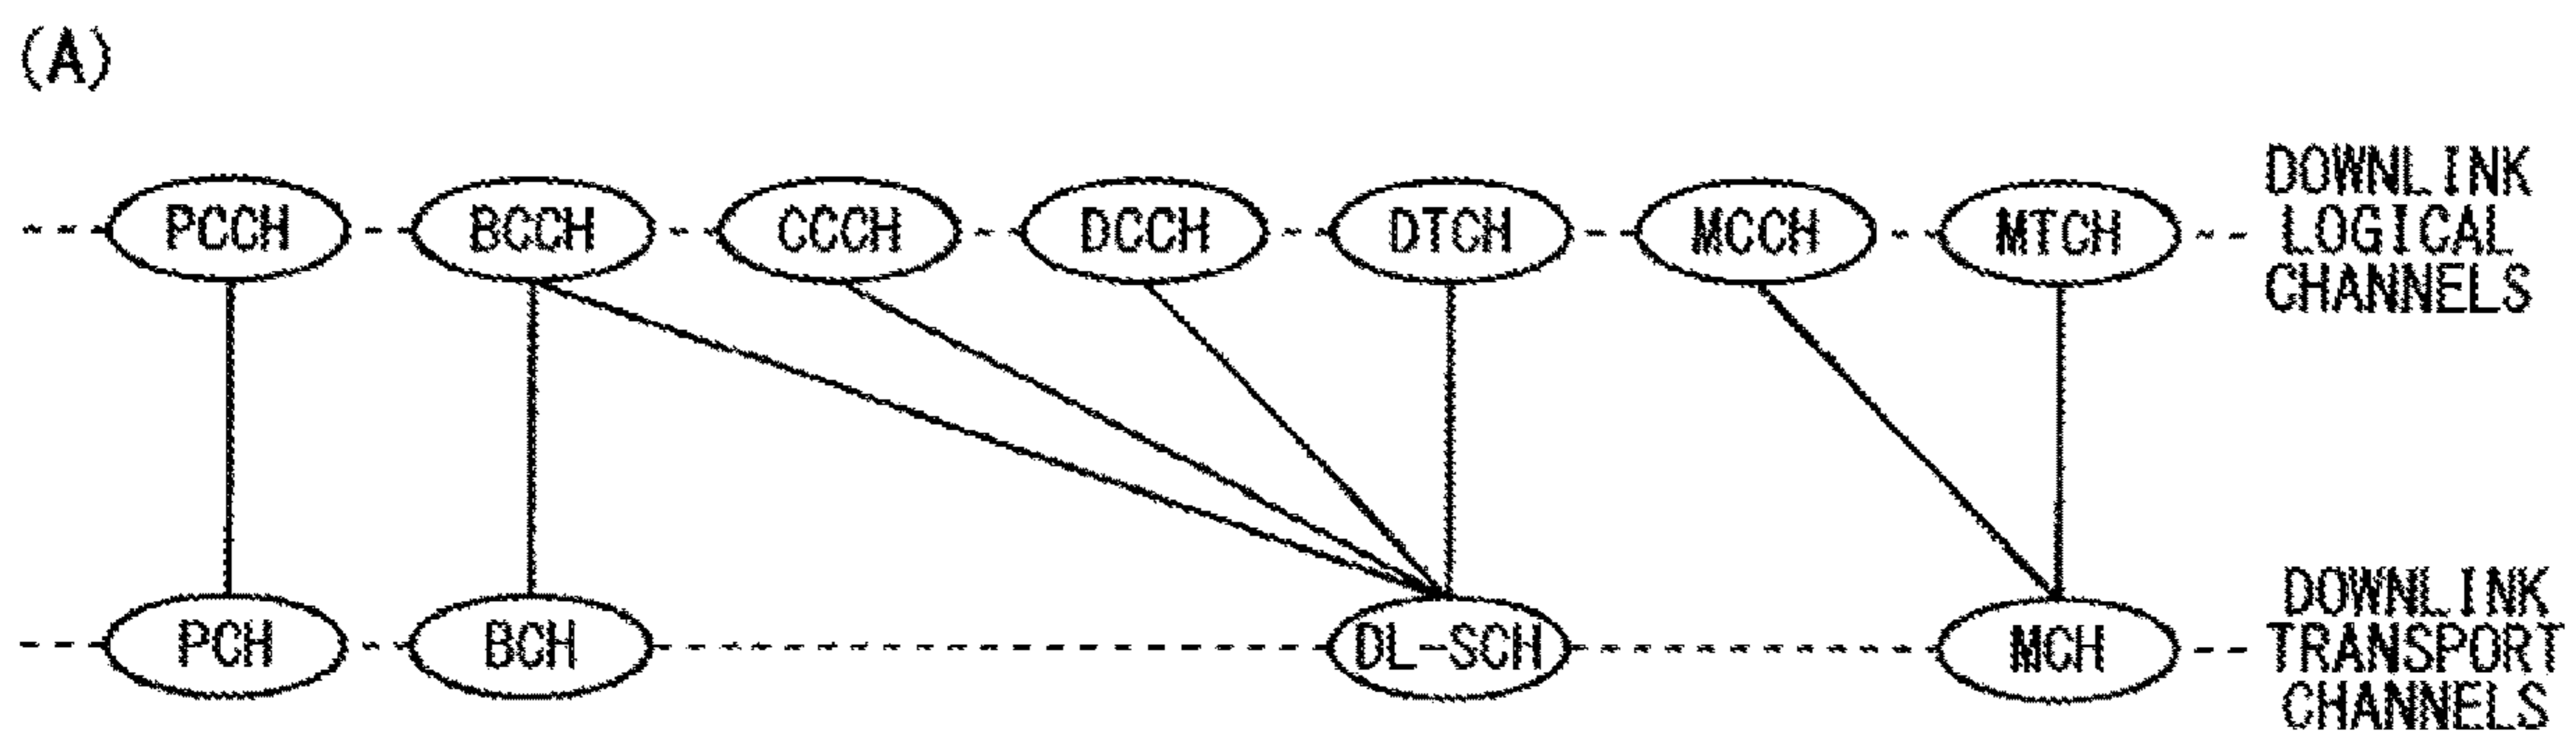 (A)
PCCH BCCH CCCH DCCH DTCH MCCH MTCH
DOWNLINK
LOGICAL
CHANNELS
PCH BCH DL-SCH MCH
DOWNLINK
TRANSPORT
CHANNELS